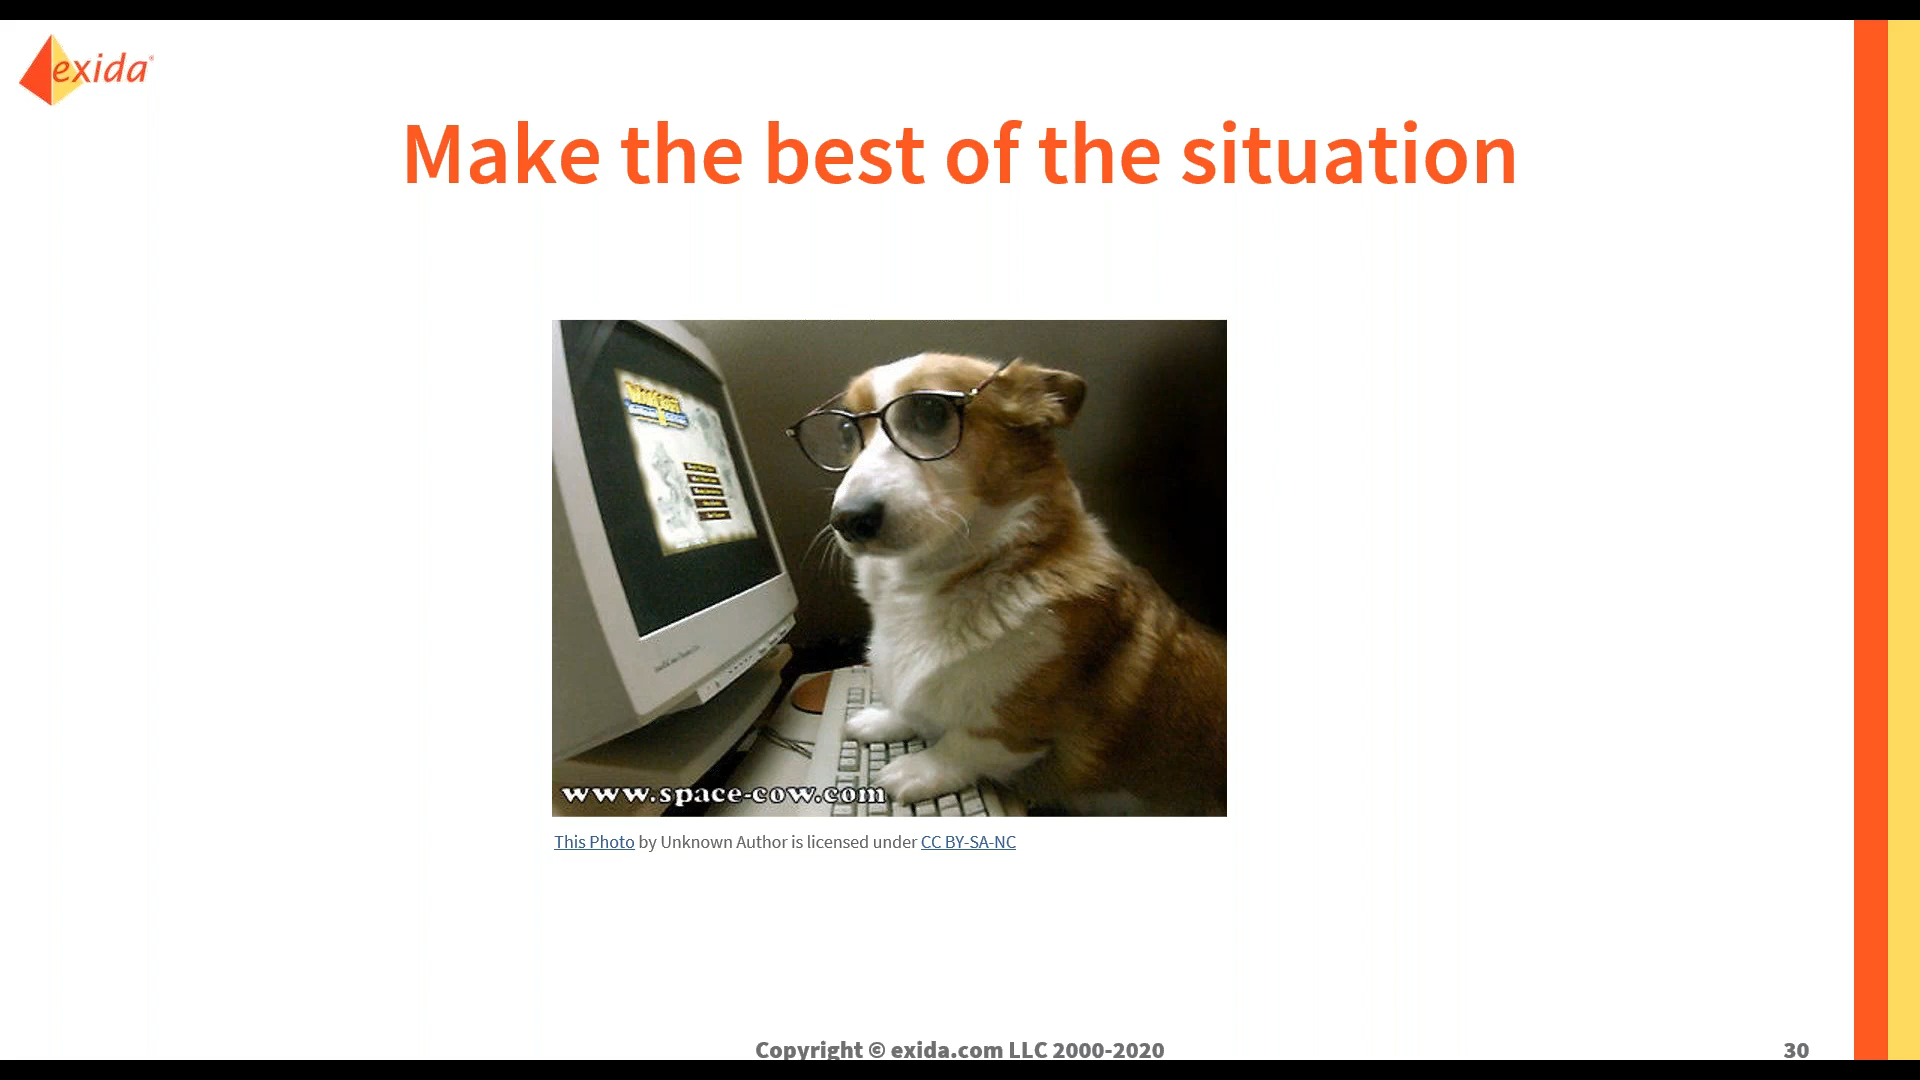 exida
Make the best of the situation
www.space-cow.com
This Photo by Unknown Author is licensed under CC BY-SA-NC
Copyright © exida.com LLC 2000-2020
30